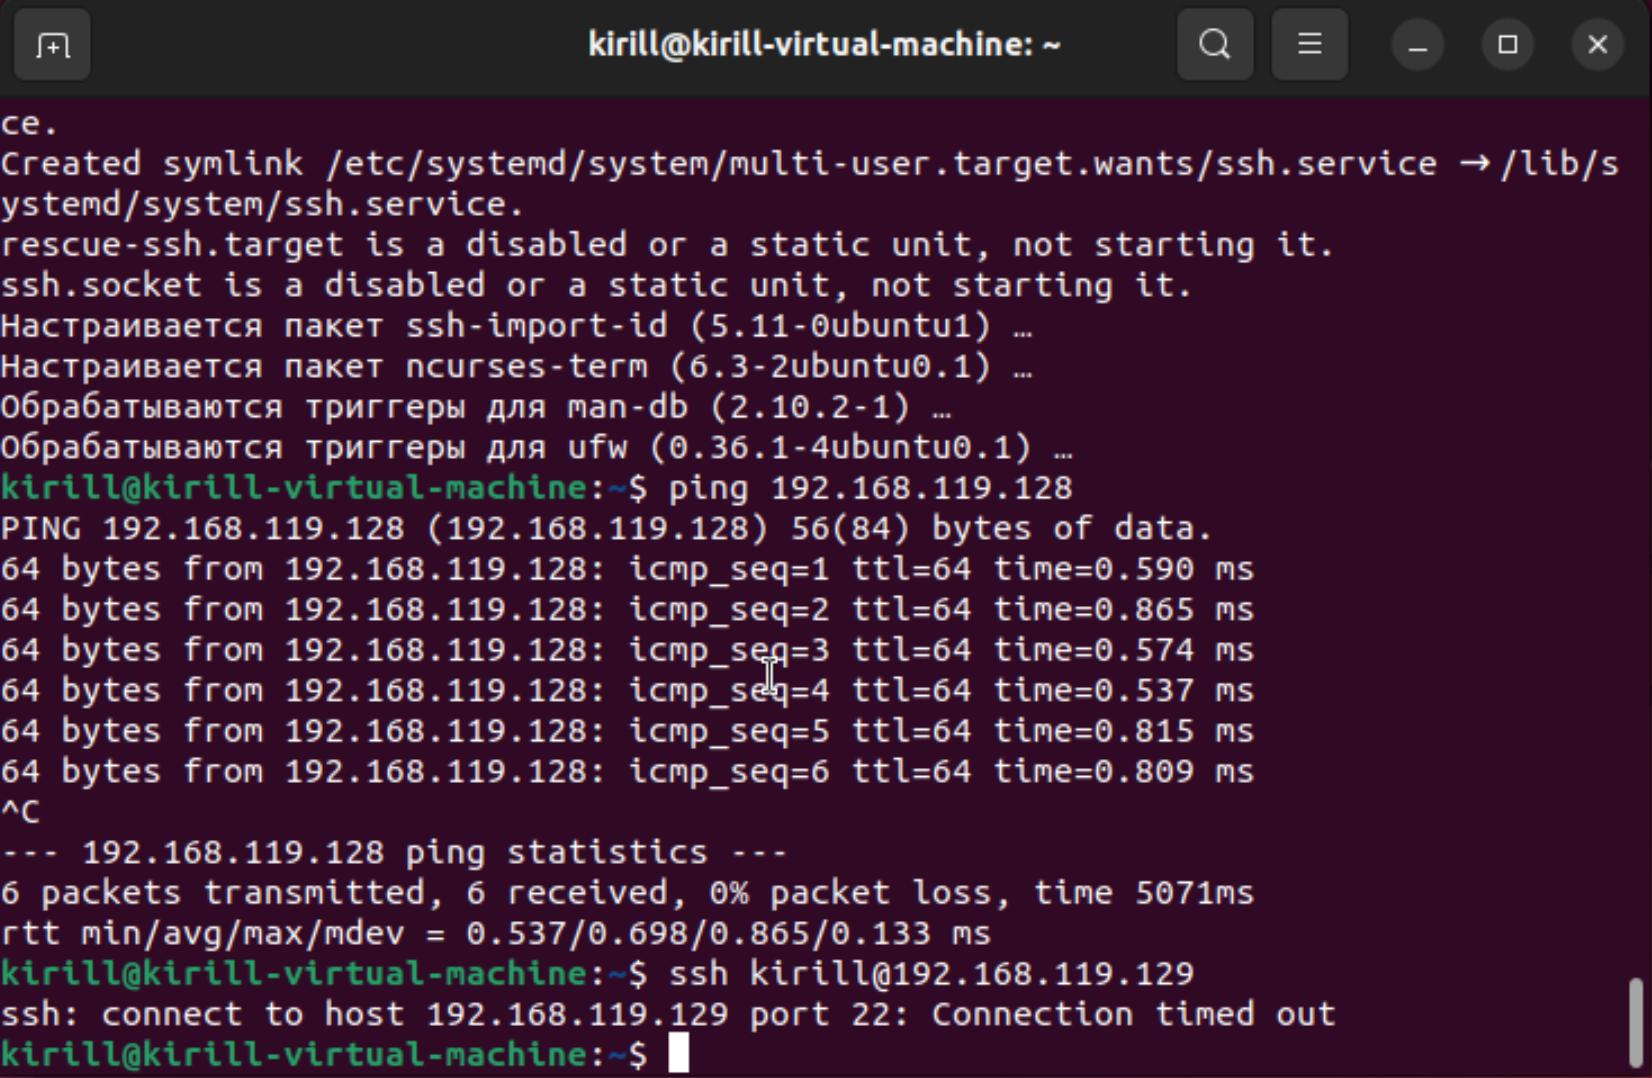 kirill@kirill-virtual-machine: ~
ce.
Created symlink /etc/systemd/system/multi-user.target.wants/ssh.service → /lib/s
ystemd/system/ssh.service.
rescue-ssh.target is a disabled or a static unit, not starting it.
ssh.socket is a disabled or a static unit, not starting it.
Настраивается пакет ssh-import-id (5.11-0ubuntu1) …
Настраивается пакет ncurses-term (6.3-2ubuntu0.1) …
Обрабатываются триггеры для man-db (2.10.2-1) …
Обрабатываются триггеры для ufw (0.36.1-4ubuntu0.1) …
kirill@kirill-virtual-machine:~$ ping 192.168.119.128
PING 192.168.119.128 (192.168.119.128) 56(84) bytes of data.
64 bytes from 192.168.119.128: icmp_seq=1 ttl=64 time=0.590 ms
64 bytes from 192.168.119.128: icmp_seq=2 ttl=64 time=0.865 ms
64 bytes from 192.168.119.128: icmp_seq=3 ttl=64 time=0.574 ms
64 bytes from 192.168.119.128: icmp_seq=4 ttl=64 time=0.537 ms
64 bytes from 192.168.119.128: icmp_seq=5 ttl=64 time=0.815 ms
64 bytes from 192.168.119.128: icmp_seq=6 ttl=64 time=0.809 ms
^C
--- 192.168.119.128 ping statistics ---
6 packets transmitted, 6 received, 0% packet loss, time 5071ms
rtt min/avg/max/mdev = 0.537/0.698/0.865/0.133 ms
kirill@kirill-virtual-machine:~$ ssh kirill@192.168.119.129
ssh: connect to host 192.168.119.129 port 22: Connection timed out
kirill@kirill-virtual-machine:~$